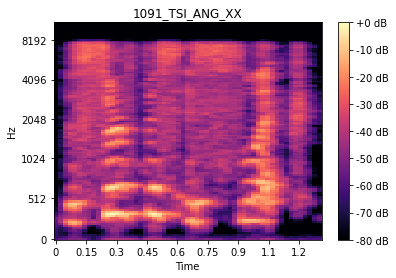 1091_TSI_ANG_XX
+0 dB
8192
-10 dB
4096
-20 dB
-30 dB
2048
Hz
-40 dB
1024
-50 dB
512
-60 dB
-70 dB
0
-80 dB
0 0.15 0.3 0.45 0.6 0.75 0.9 1.1 1.2
Time